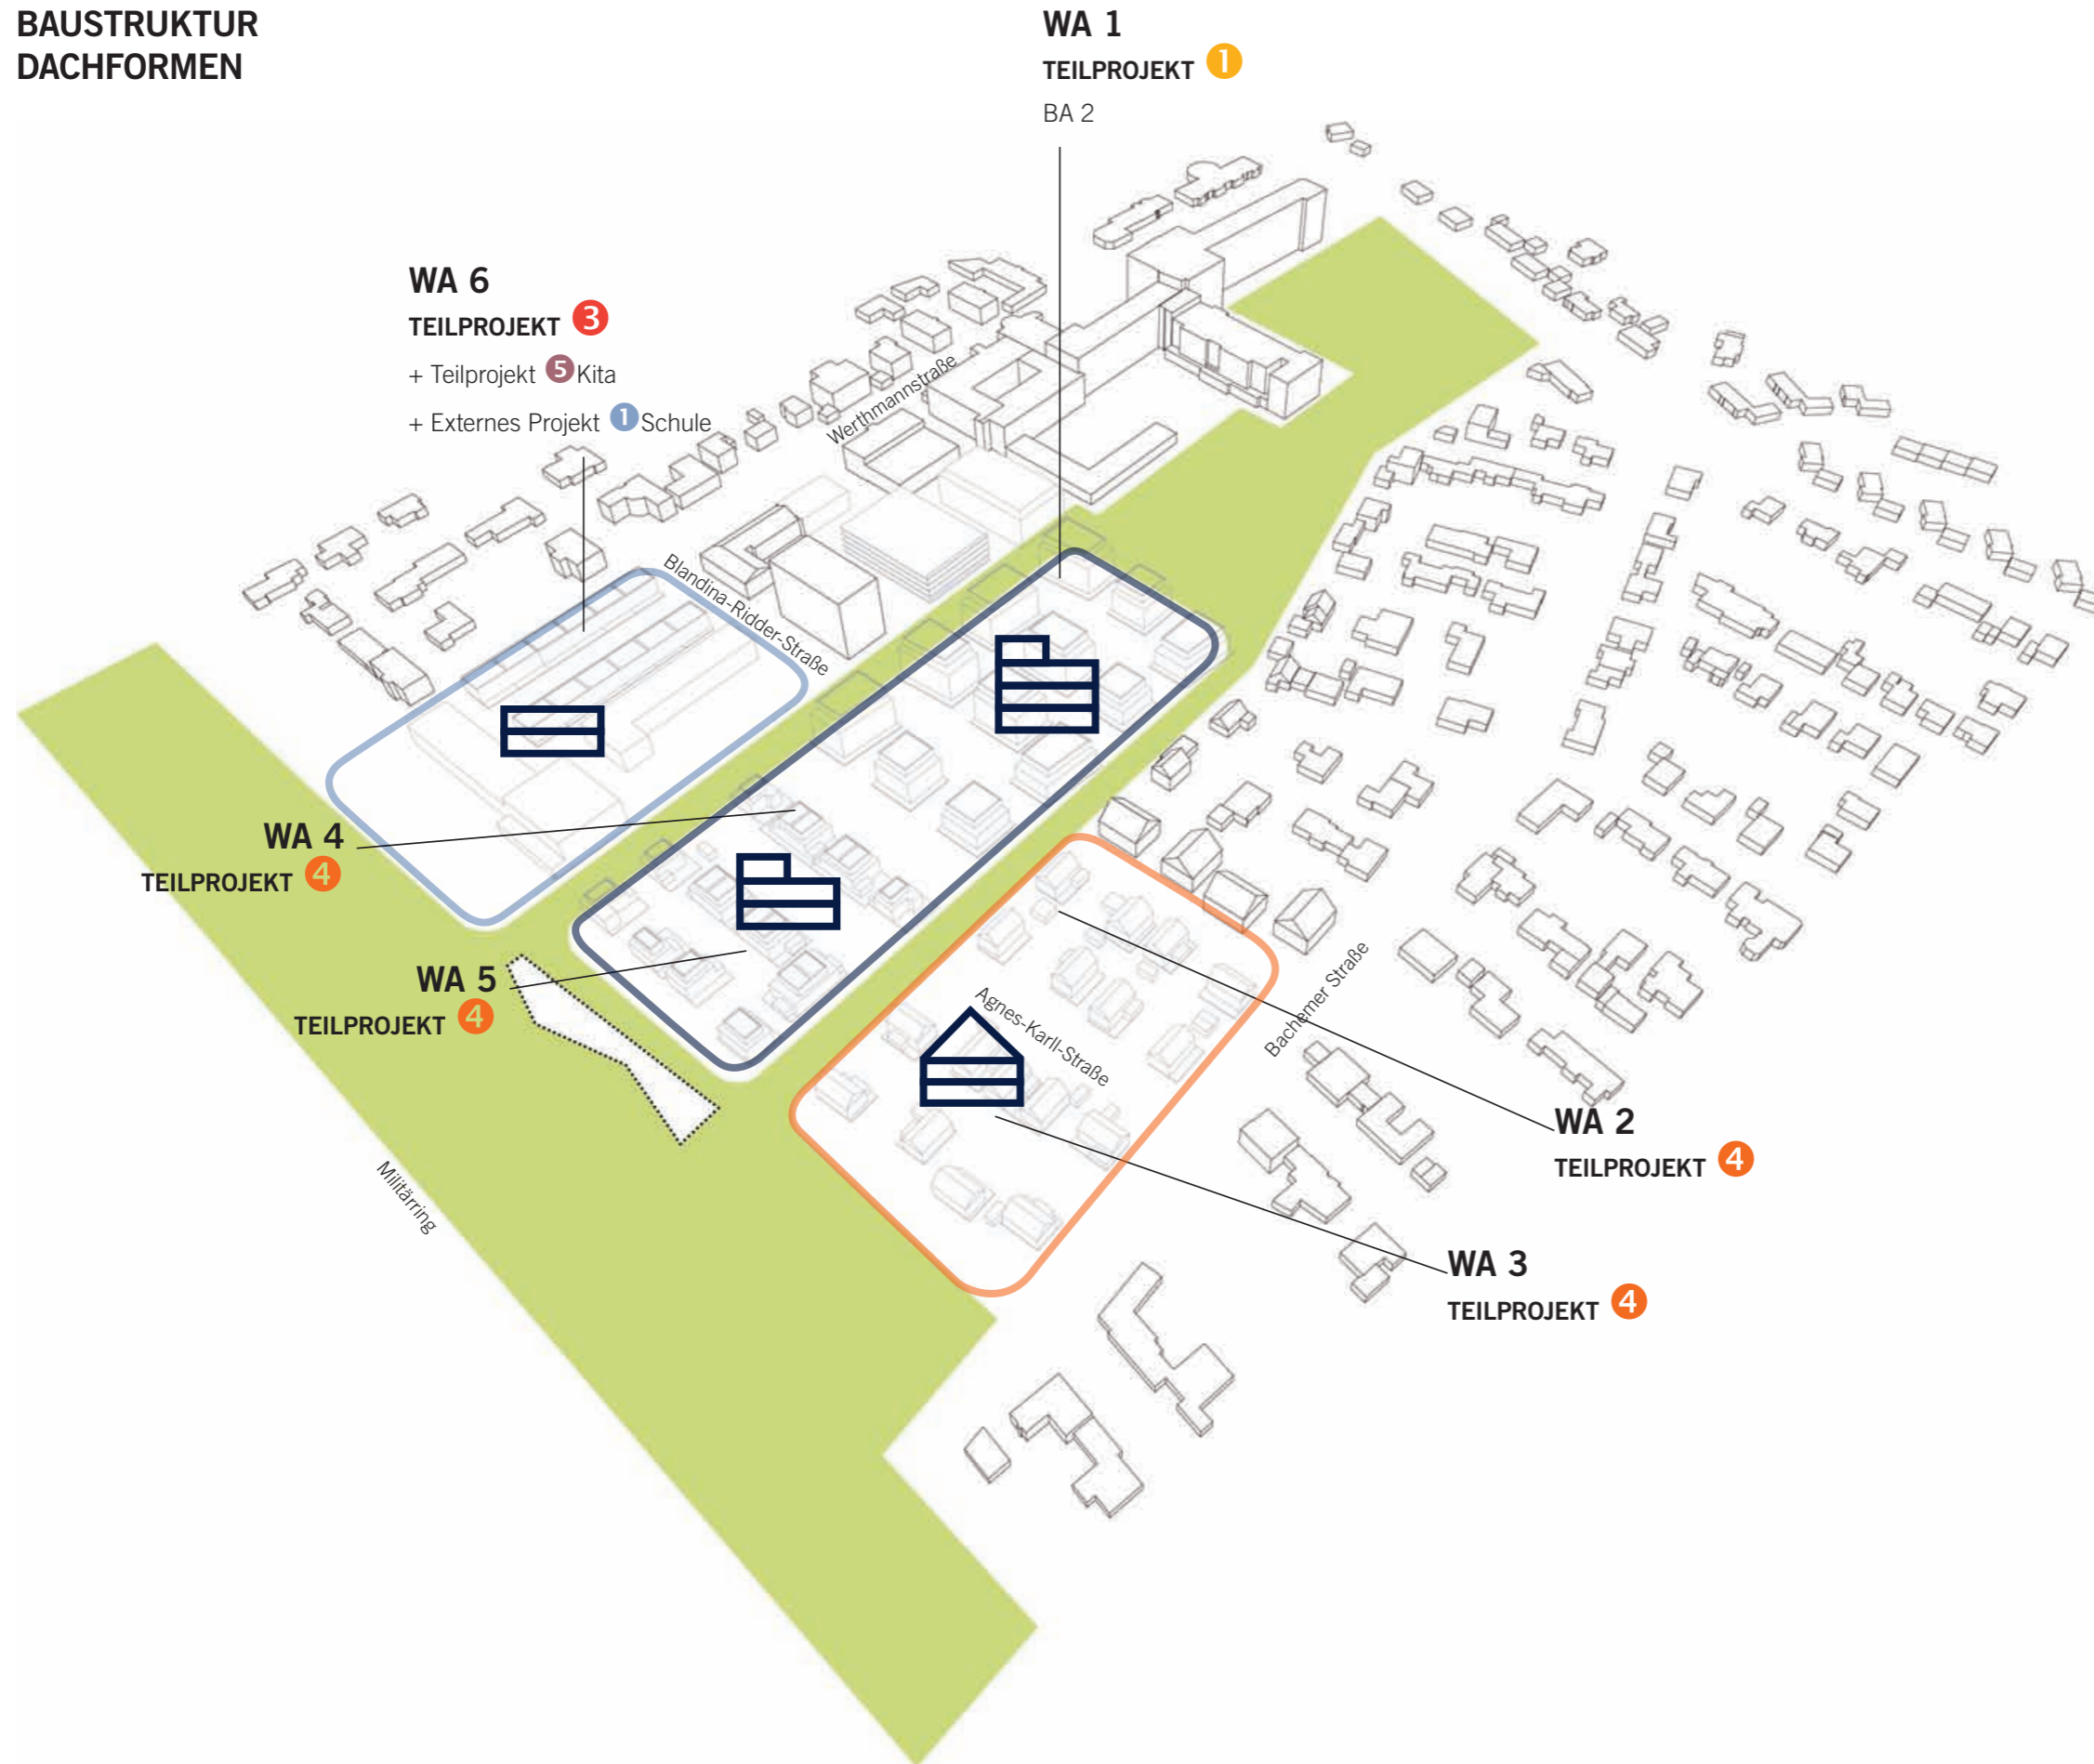 BAUSTRUKTUR
DACHFORMEN
WA 1
TEILPROJEKT 1
BA 2
WA 6
TEILPROJEKT 3
+ Teilprojekt 5 Kita
+ Externes Projekt 1 Schule
Werthmannstraße
Blandina-Ridder-Straße
WA 4
TEILPROJEKT 4
WA 5
TEILPROJEKT 4
Agnes-Karll-Straße
Bachemer Straße
WA 2
TEILPROJEKT 4
Militärring
WA 3
TEILPROJEKT 4